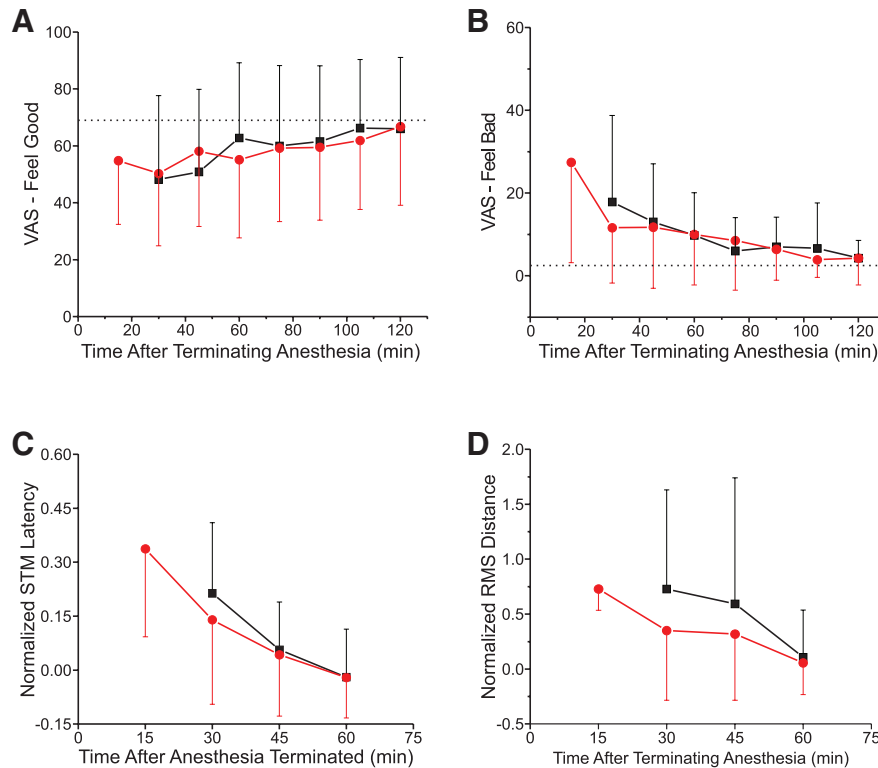 A
VAS - Feel Good
100
80
60
40
20
0
0 20 40 60 80 100 120
Time After Terminating Anesthesia (min)
B
VAS - Feel Bad
60
40
20
0
0 20 40 60 80 100 120
Time After Terminating Anesthesia (min)
C
Normalized STM Latency
0.60
0.45
0.30
0.15
0.00
-0.15
0 15 30 45 60 75
Time After Anesthesia Terminated (min)
D
Normalized RMS Distance
2.0
1.5
1.0
0.5
0.0
-0.5
0 15 30 45 60 75
Time After Terminating Anesthesia (min)